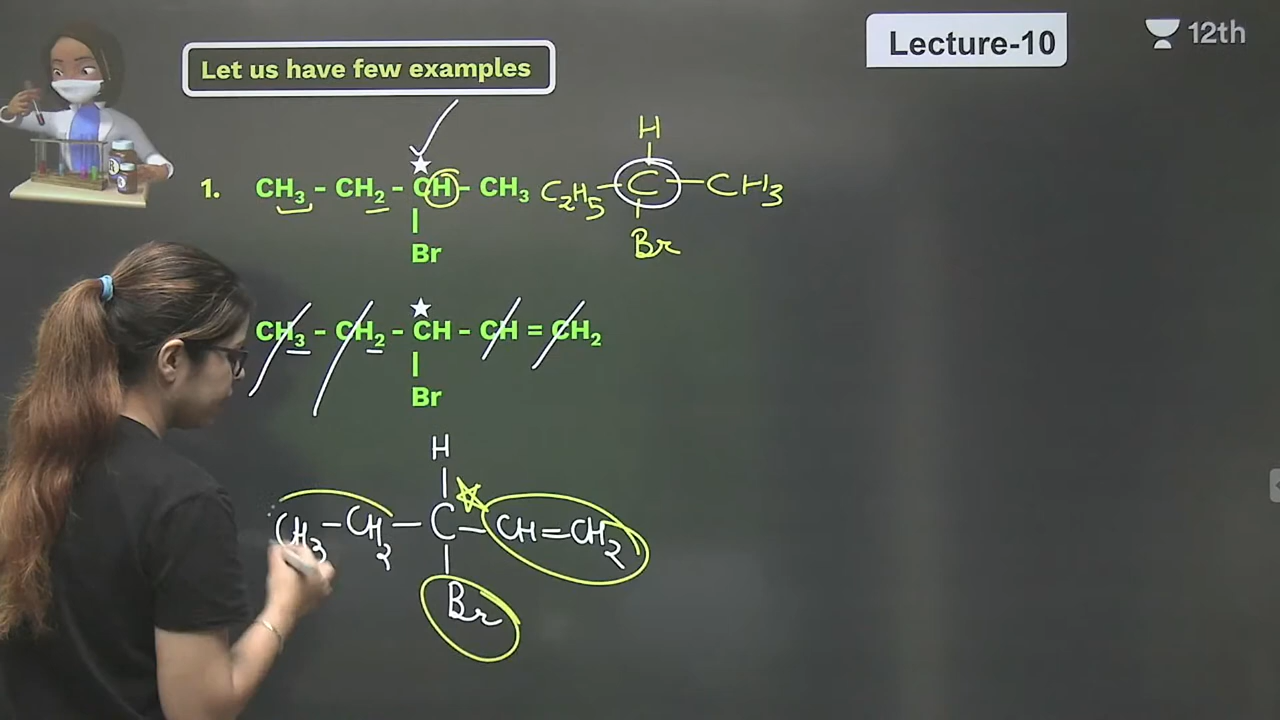 Lecture-10
12th
Let us have few examples
1. CH₃ - CH₂ - CH - CH₃
|
Br
H
|
C₂H₅ - C - CH₃
|
Br
CH₃ - CH₂ - CH - CH = CH₂
|
Br
H
|
CH₃ - CH₂ - C - CH = CH₂
|
Br